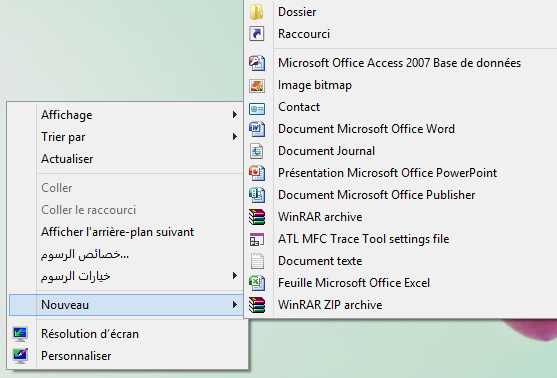 Affichage
Trier par
Actualiser
Coller
Coller le raccourci
Afficher l'arrière-plan suivant
خصائص الرسوم...
خيارات الرسوم
Nouveau
Résolution d'écran
Personnaliser
Dossier
Raccourci
Microsoft Office Access 2007 Base de données
Image bitmap
Contact
Document Microsoft Office Word
Document Journal
Présentation Microsoft Office PowerPoint
Document Microsoft Office Publisher
WinRAR archive
ATL MFC Trace Tool settings file
Document texte
Feuille Microsoft Office Excel
WinRAR ZIP archive